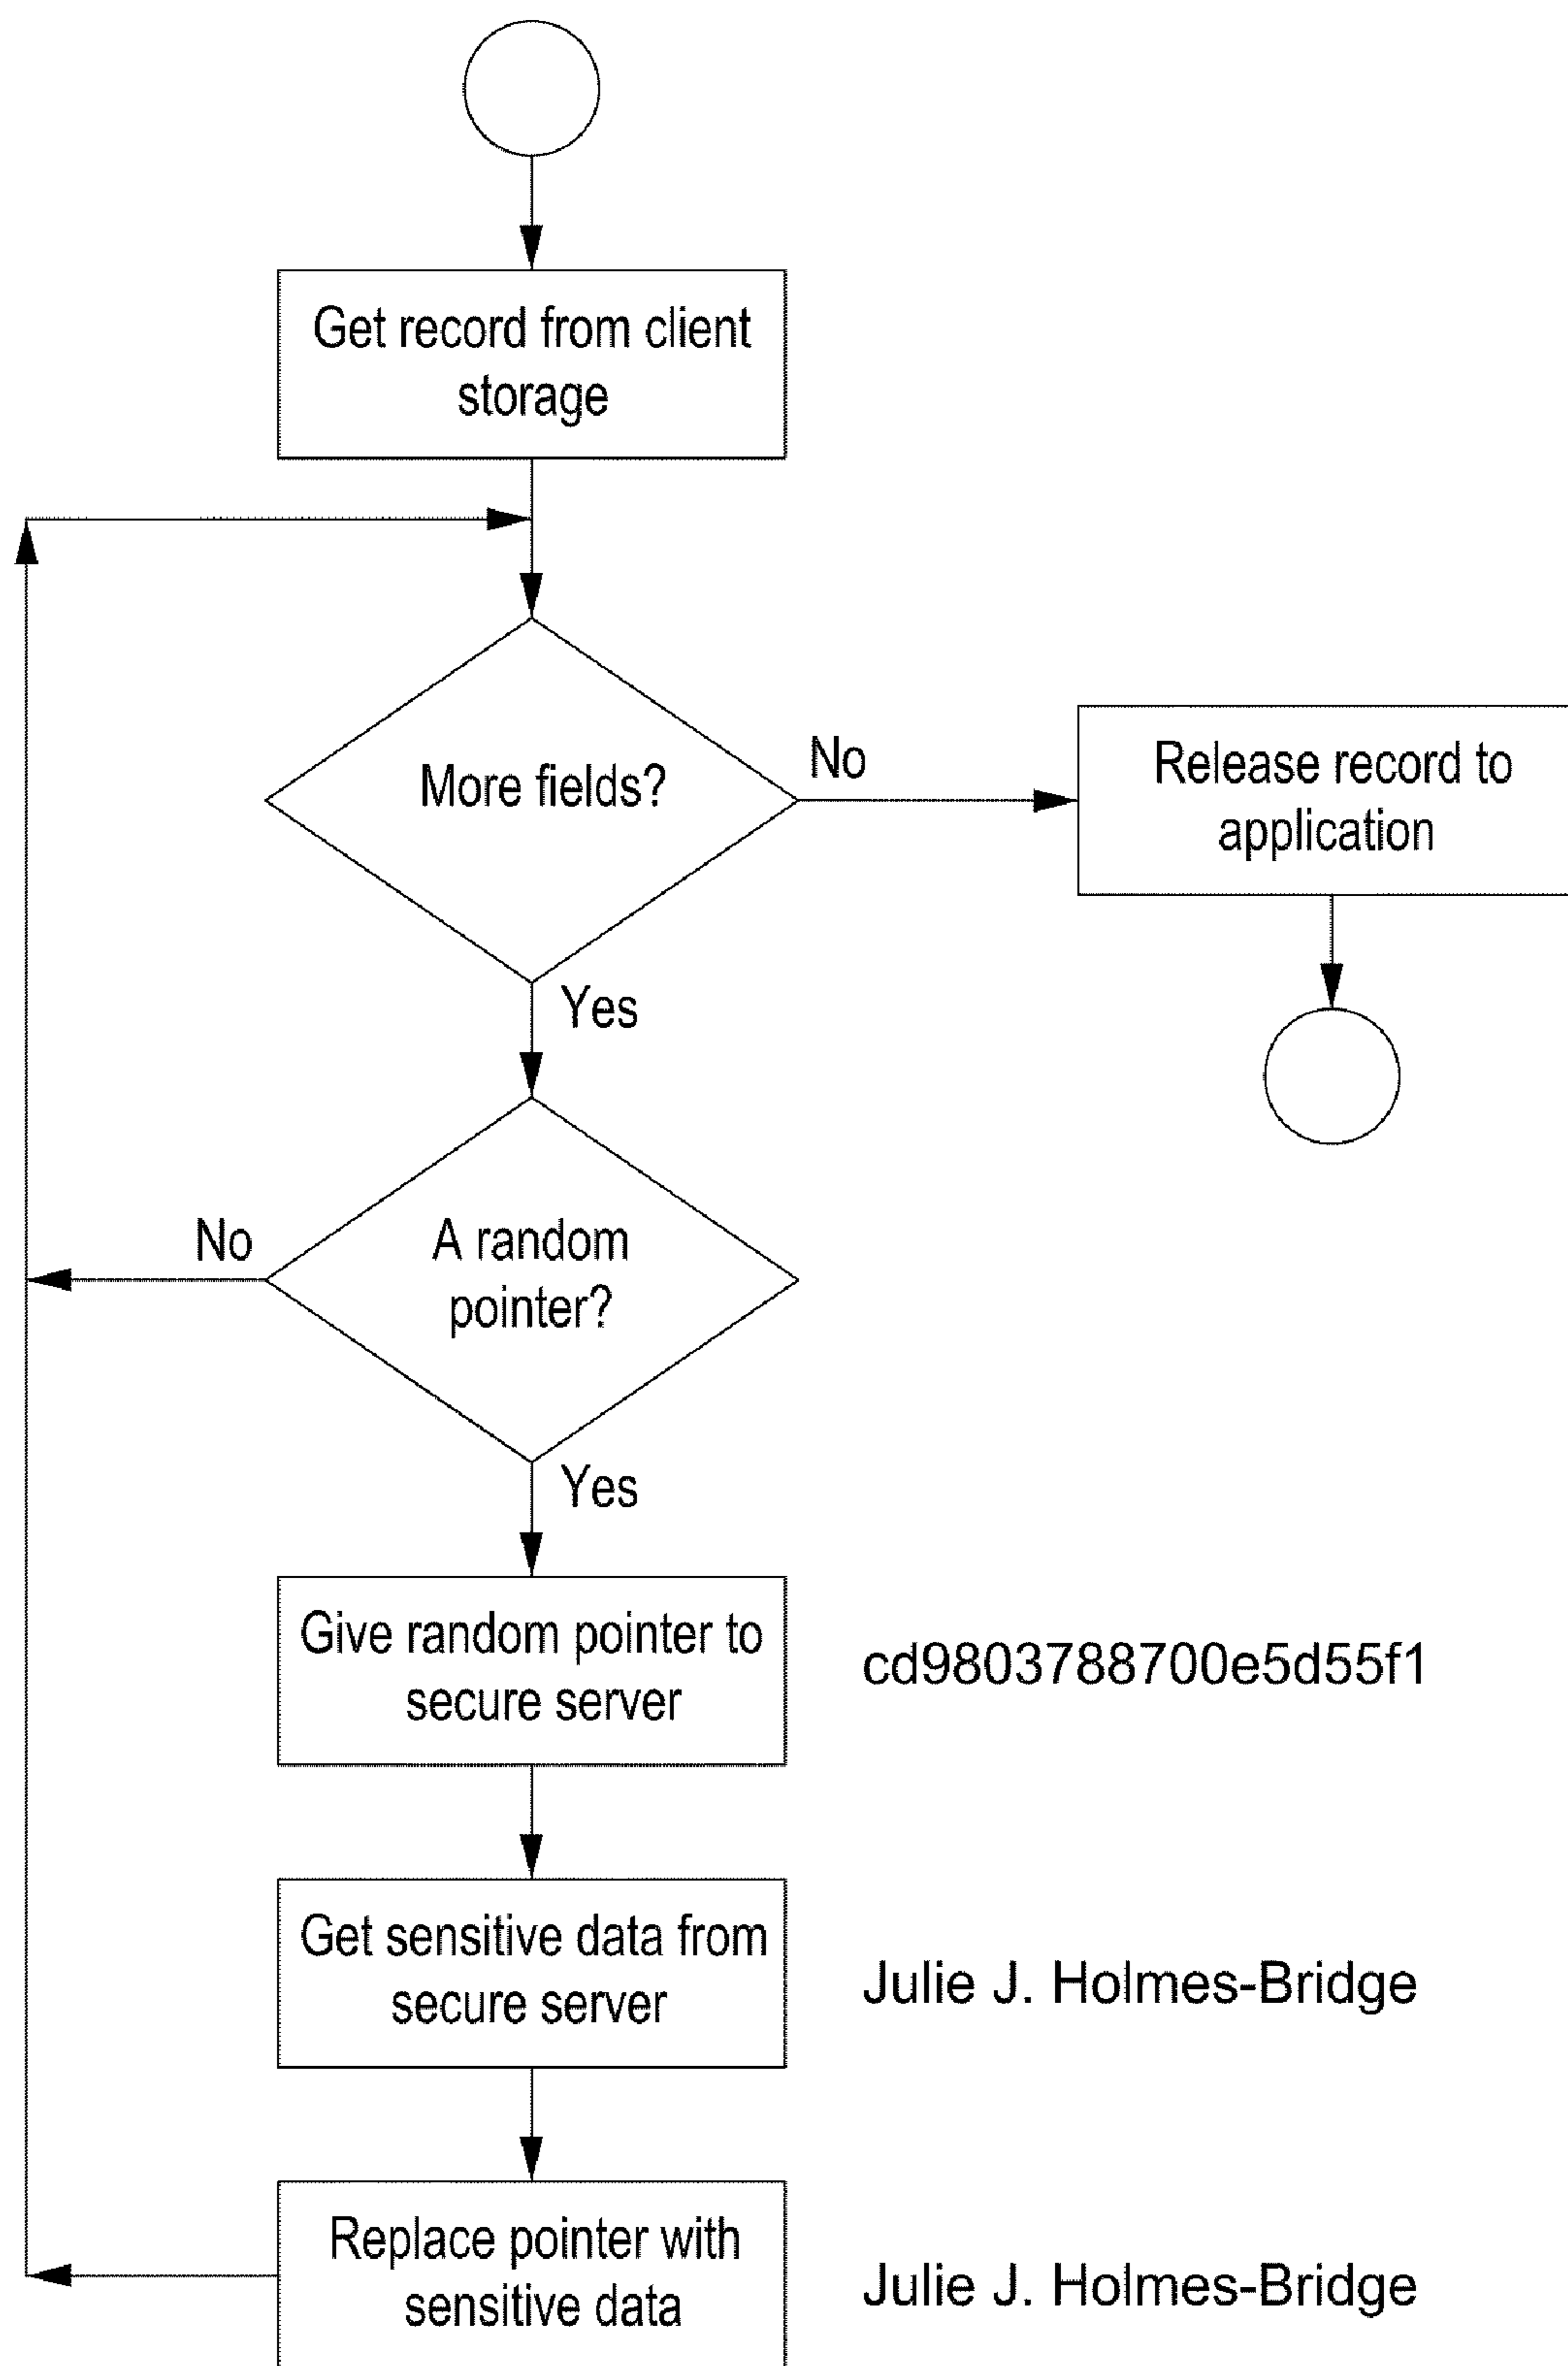 Get record from client
storage
More fields?
No
Release record to
application
Yes
No
A random
pointer?
Yes
Give random pointer to
secure server
cd9803788700e5d55f1
Get sensitive data from
secure server
Julie J. Holmes-Bridge
Replace pointer with
sensitive data
Julie J. Holmes-Bridge